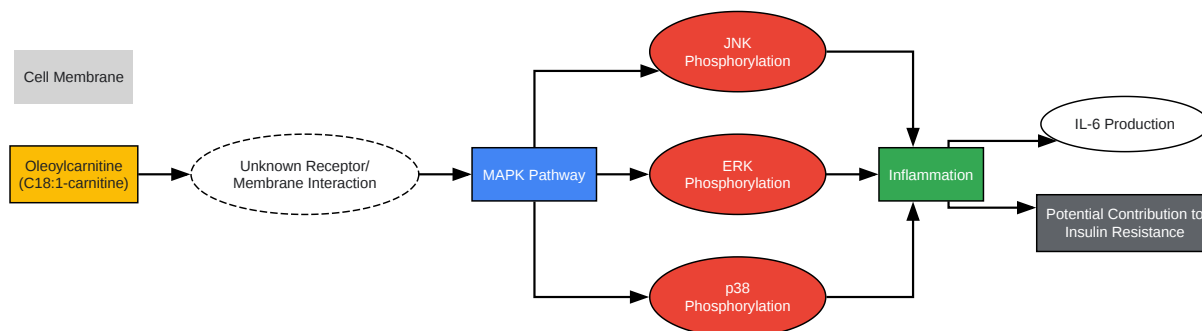 Cell Membrane
Oleoylcarnitine
(C18:1-carnitine)
Unknown Receptor/
Membrane Interaction
MAPK Pathway
JNK
Phosphorylation
ERK
Phosphorylation
p38
Phosphorylation
Inflammation
IL-6 Production
Potential Contribution to
Insulin Resistance